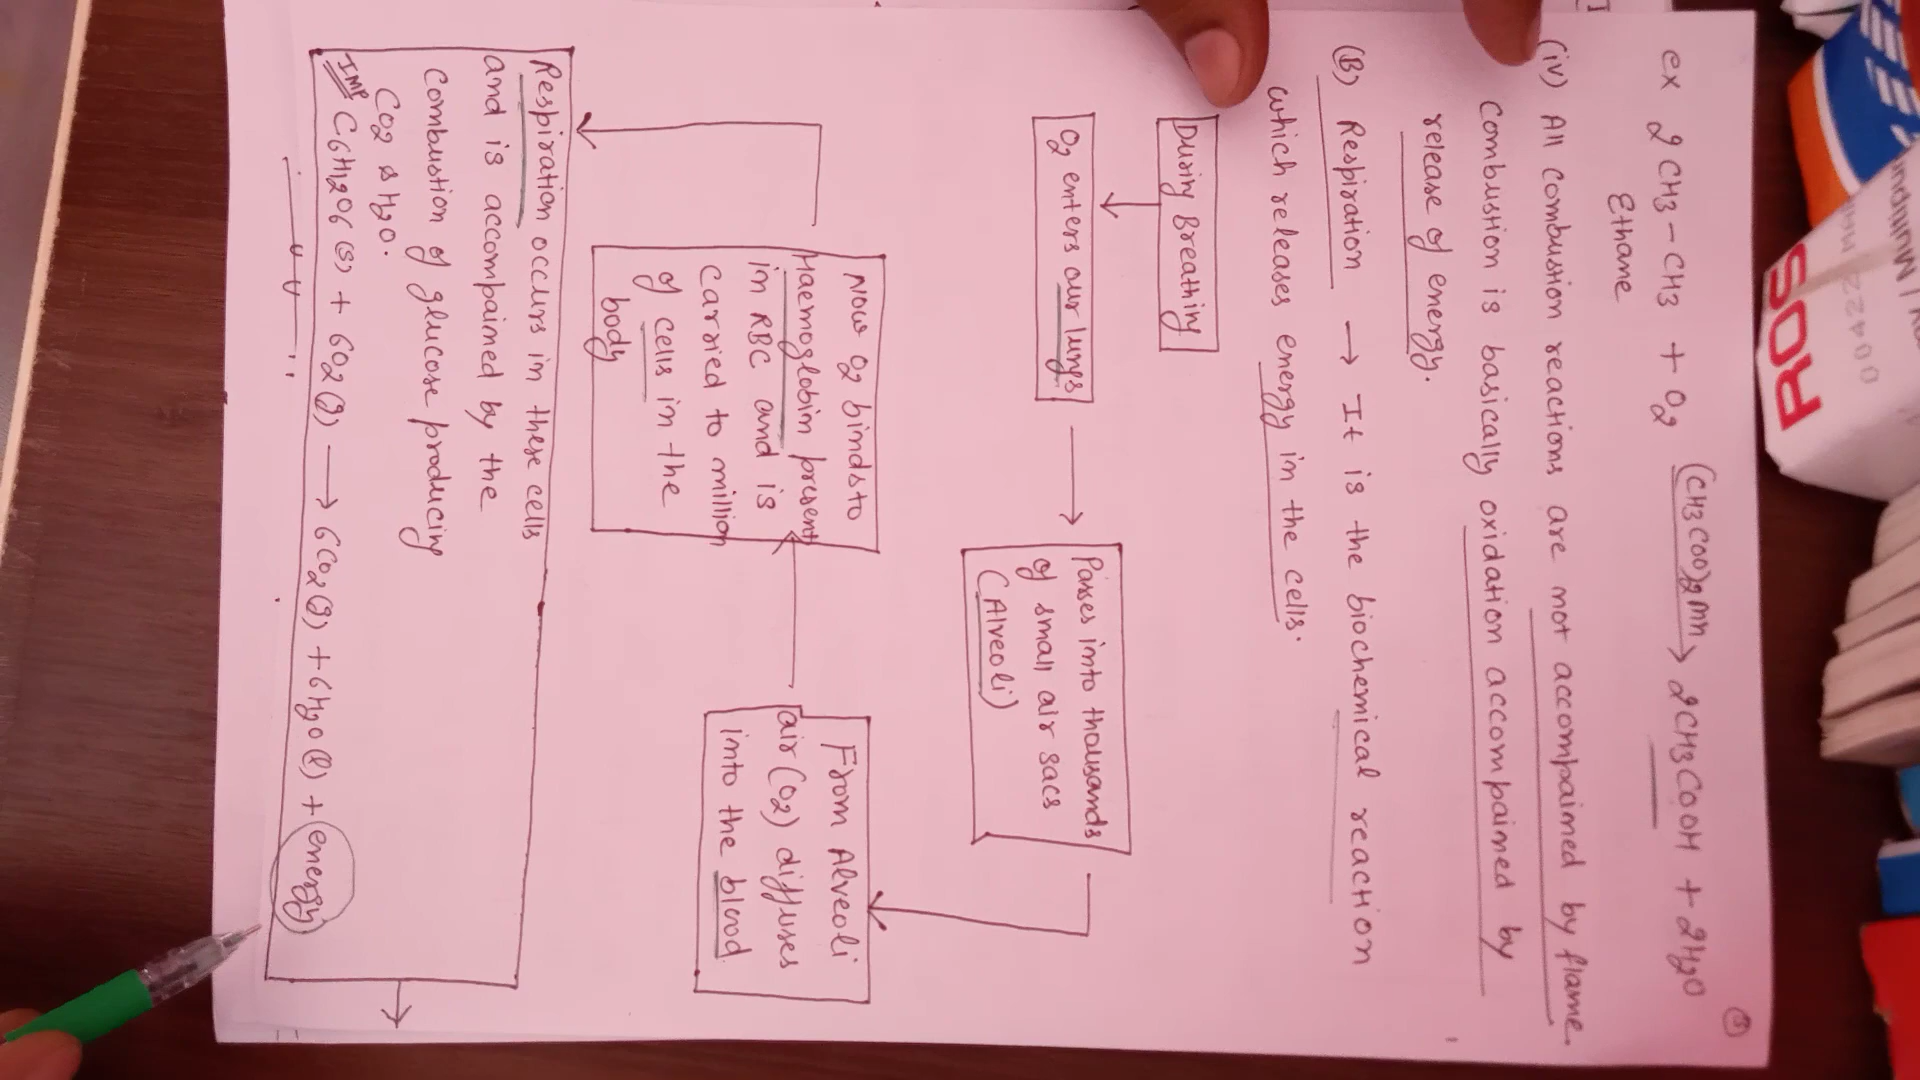 ③
ex 2CH3-CH3 + O2 (CH3COO)2Mn → 2CH3COOH + 2H2O
Ethane
(iv) All combustion reactions are not accompained by flame.
Combustion is basically oxidation accompained by
release of energy.
(B) Respiration → It is the biochemical reaction
which releases energy in the cells.
During Breathing
O2 enters our lungs
Passes into thousands
of small air sacs
(Alveoli)
From Alveoli
air (O2) diffuses
into the blood
Now O2 binds to
Haemoglobin present
in RBC and is
carried to million
of cells in the
body
Respiration occurs in these cells
and is accompained by the
Combustion of glucose producing
CO2 & H2O.
IMP C6H12O6(s) + 6O2(g) → 6CO2(g) + 6H2O(l) + energy
ROS